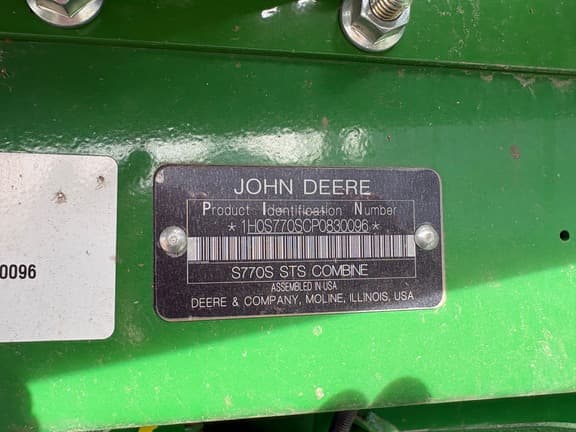 JOHN DEERE
Product Identification Number
*1H0S770SCP0830096*
S770S STS COMBINE
ASSEMBLED IN USA
DEERE & COMPANY, MOLINE, ILLINOIS, USA
0096